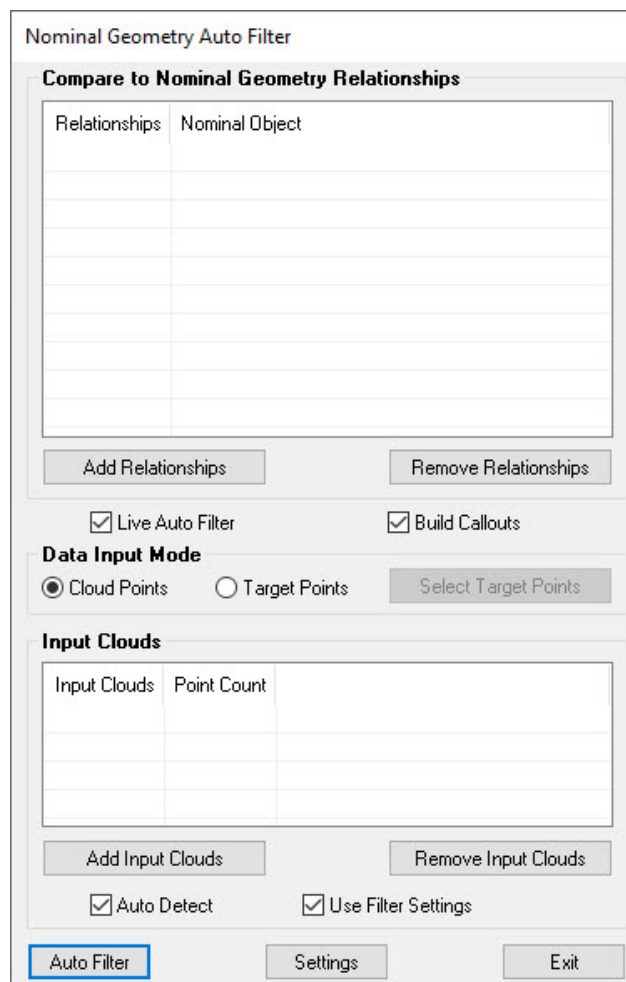 Nominal Geometry Auto Filter
Compare to Nominal Geometry Relationships
Relationships Nominal Object
Add Relationships Remove Relationships
Live Auto Filter Build Callouts
Data Input Mode
Cloud Points Target Points Select Target Points
Input Clouds
Input Clouds Point Count
Add Input Clouds Remove Input Clouds
Auto Detect Use Filter Settings
Auto Filter Settings Exit